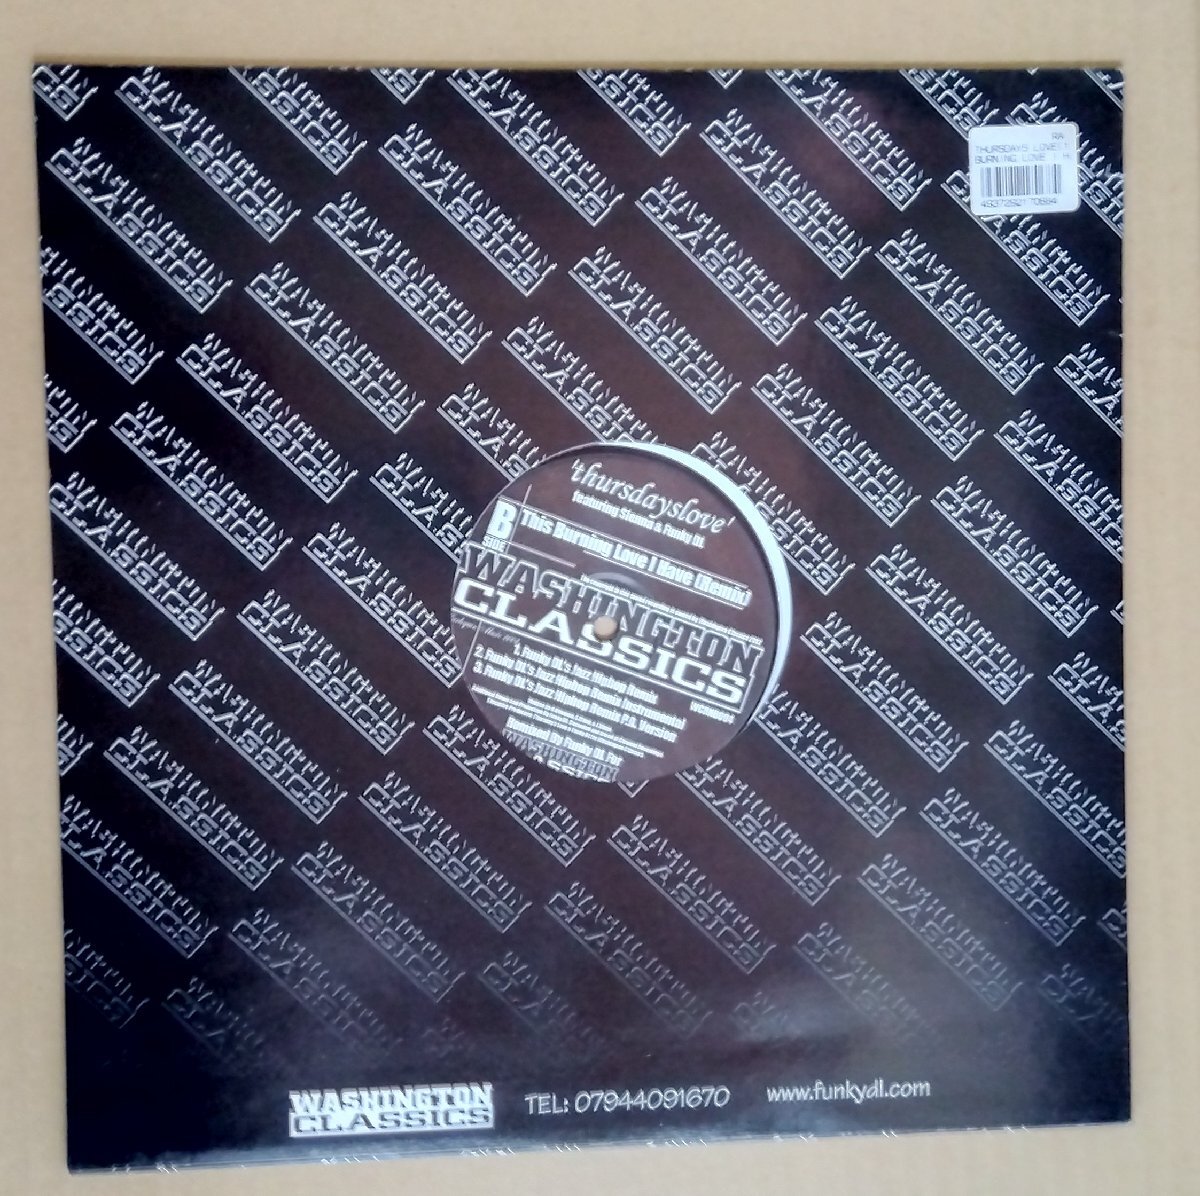 RA
THURSDAYS LOVE:T
BURNING LOVE I H
'thursdayslove'
featuring Sienna & Funky DL
B
SIDE
This Burning Love I Have (Remix)
WASHINGTON
CLASSICS
1. Funky DL's Jazz Hiphop Remix
2. Funky DL's Jazz Hiphop Remix Instrumental
3. Funky DL's Jazz Hiphop Remix P.A. Version
Remixed By Funky DL For
WASHINGTON
CLASSICS
WASHINGTON
CLASSICS
TEL: 07944091670
www.funkydl.com